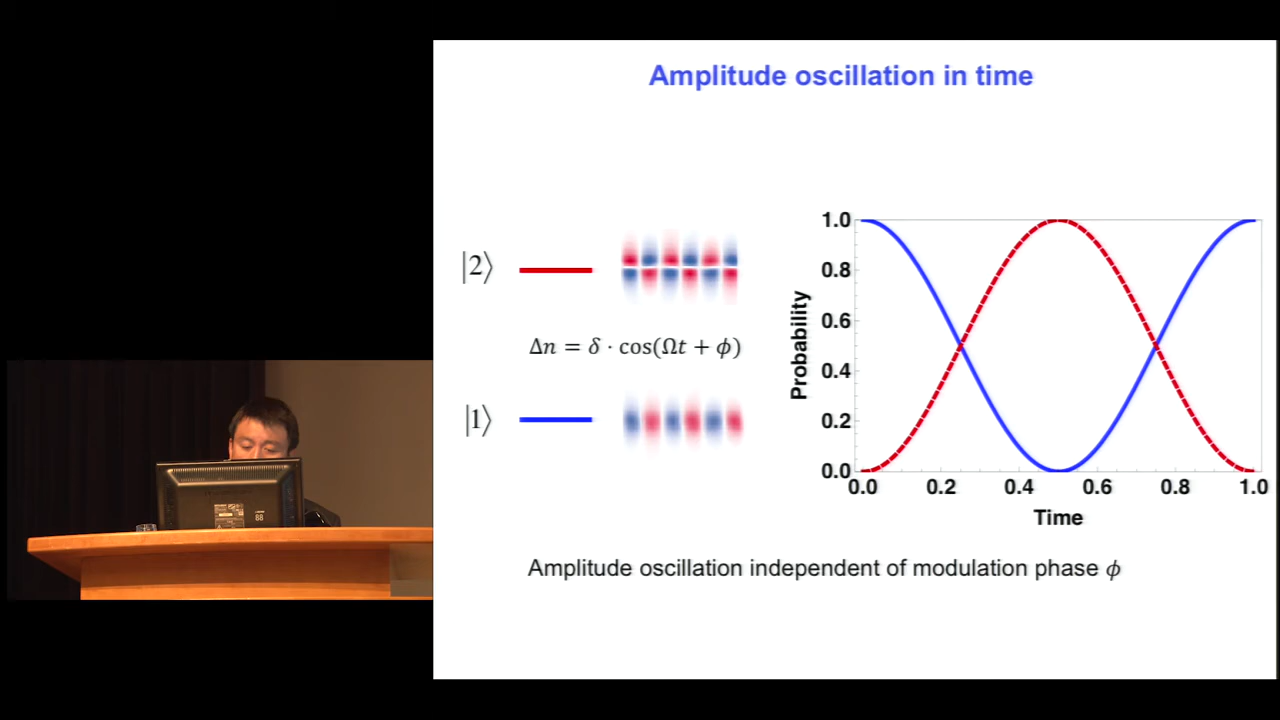 Amplitude oscillation in time
|2⟩
Δn = δ · cos(Ωt + ϕ)
|1⟩
Probability
1.0
0.8
0.6
0.4
0.2
0.0
0.0 0.2 0.4 0.6 0.8 1.0
Time
Amplitude oscillation independent of modulation phase ϕ
88